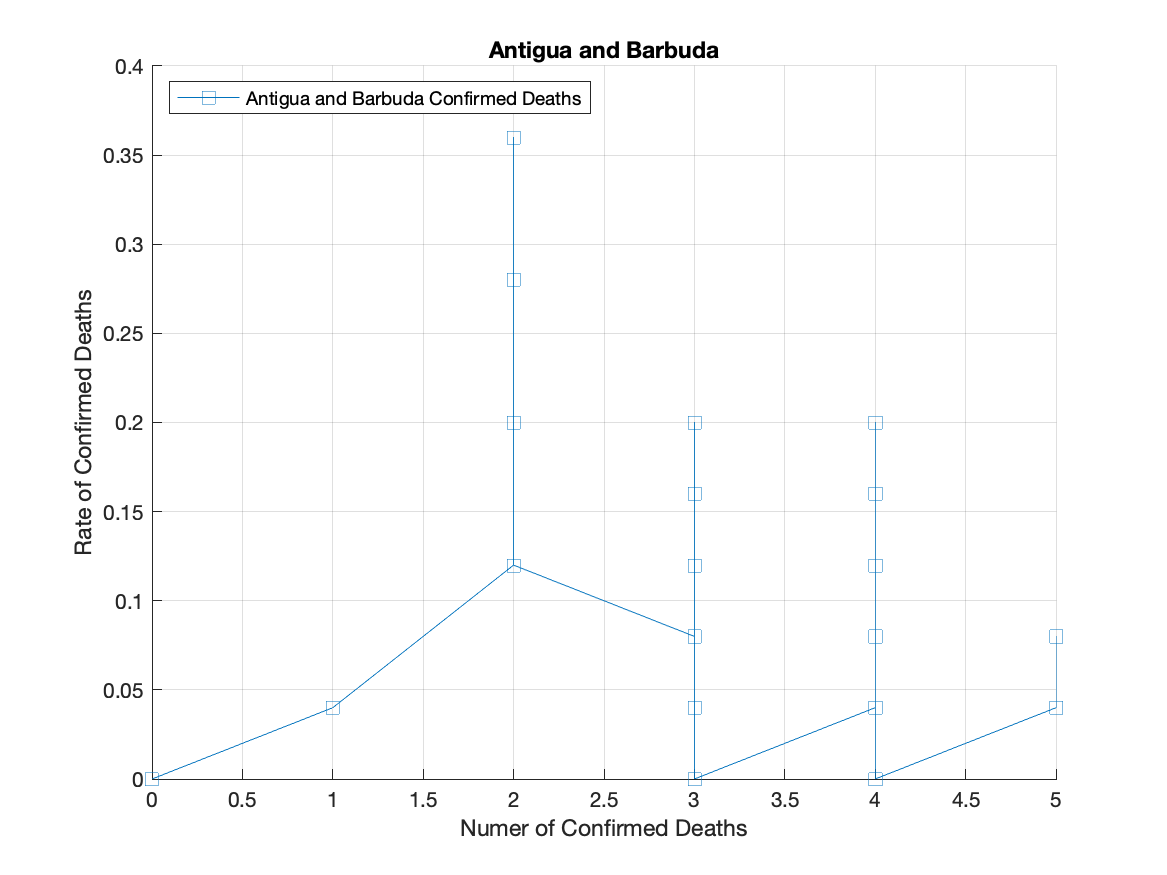 Antigua and Barbuda
Antigua and Barbuda Confirmed Deaths
0.4
0.35
0.3
0.25
0.2
0.15
0.1
0.05
0
Rate of Confirmed Deaths
0 0.5 1 1.5 2 2.5 3 3.5 4 4.5 5
Numer of Confirmed Deaths